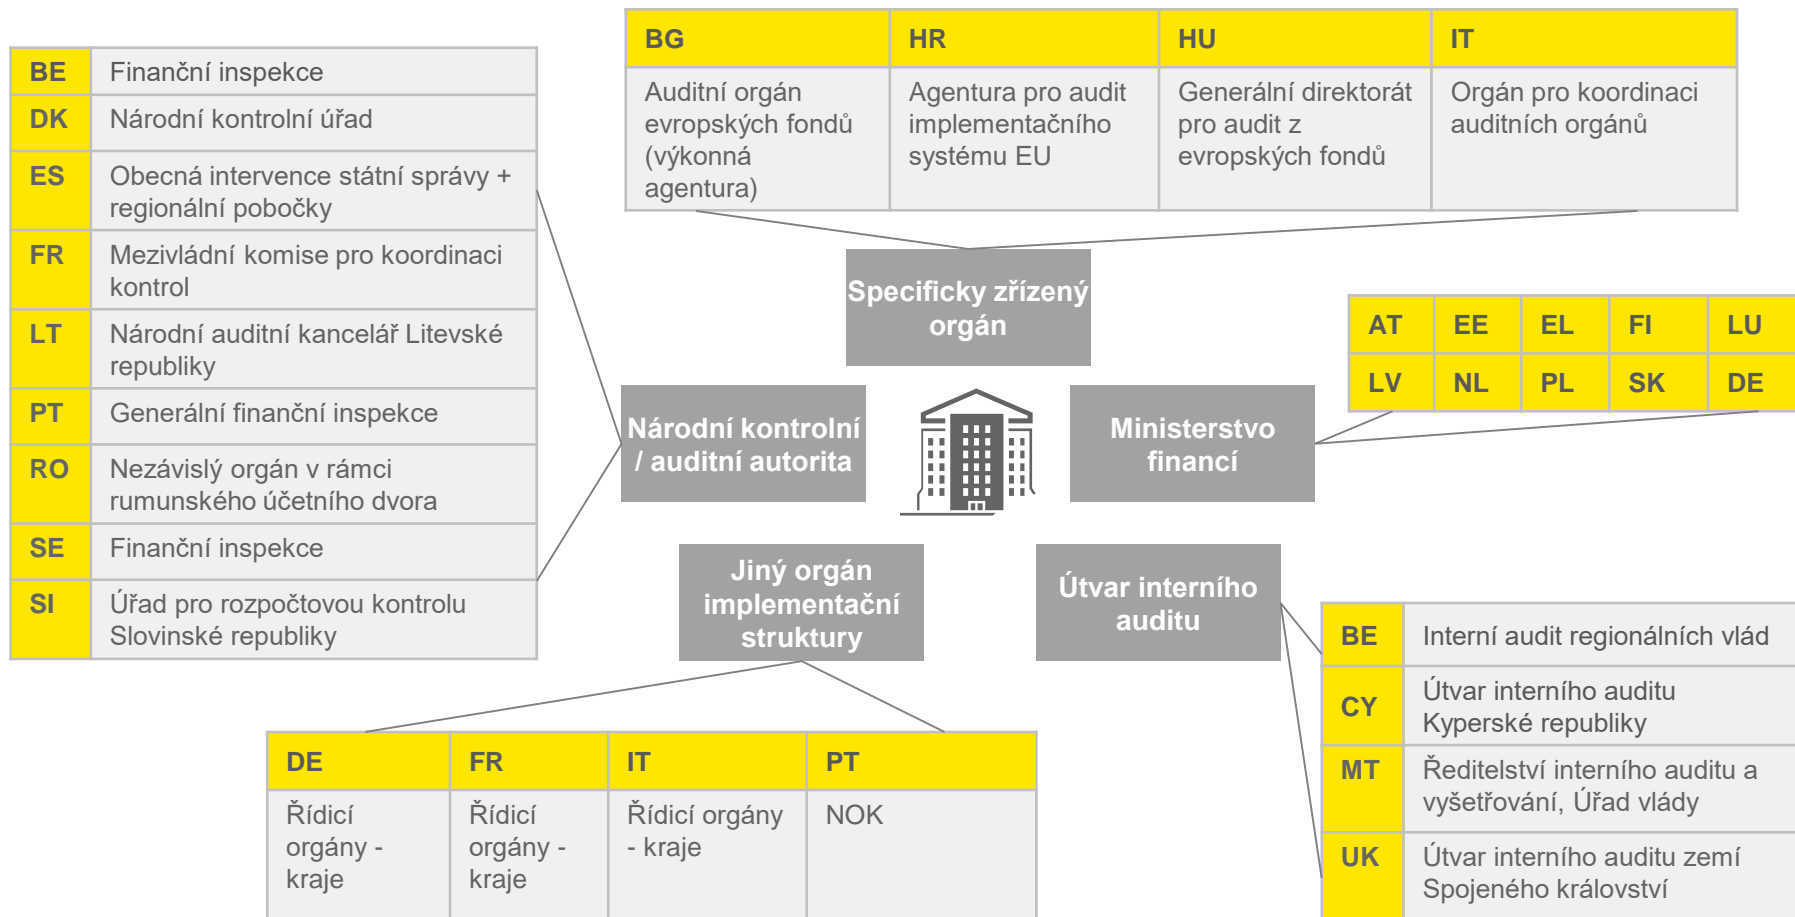 BG HR HU IT
Auditní orgán
evropských fondů
(výkonná
agentura)
Agentura pro audit
implementačního
systému EU
Generální direktorát
pro audit z
evropských fondů
Orgán pro koordinaci
auditních orgánů
BE Finanční inspekce
DK Národní kontrolní úřad
ES Obecná intervence státní správy +
regionální pobočky
FR Mezivládní komise pro koordinaci
kontrol
LT Národní auditní kancelář Litevské
republiky
PT Generální finanční inspekce
RO Nezávislý orgán v rámci
rumunského účetního dvora
SE Finanční inspekce
SI Úřad pro rozpočtovou kontrolu
Slovinské republiky
Specificky zřízený
orgán
AT EE EL FI LU
LV NL PL SK DE
Národní kontrolní
/ auditní autorita
Ministerstvo
financí
Jiný orgán
implementační
struktury
Útvar interního
auditu
BE Interní audit regionálních vlád
CY Útvar interního auditu
Kyperské republiky
MT Ředitelství interního auditu a
vyšetřování, Úřad vlády
UK Útvar interního auditu zemí
Spojeného království
DE FR IT PT
Řídicí
orgány -
kraje
Řídicí
orgány -
kraje
Řídicí orgány
- kraje
NOK